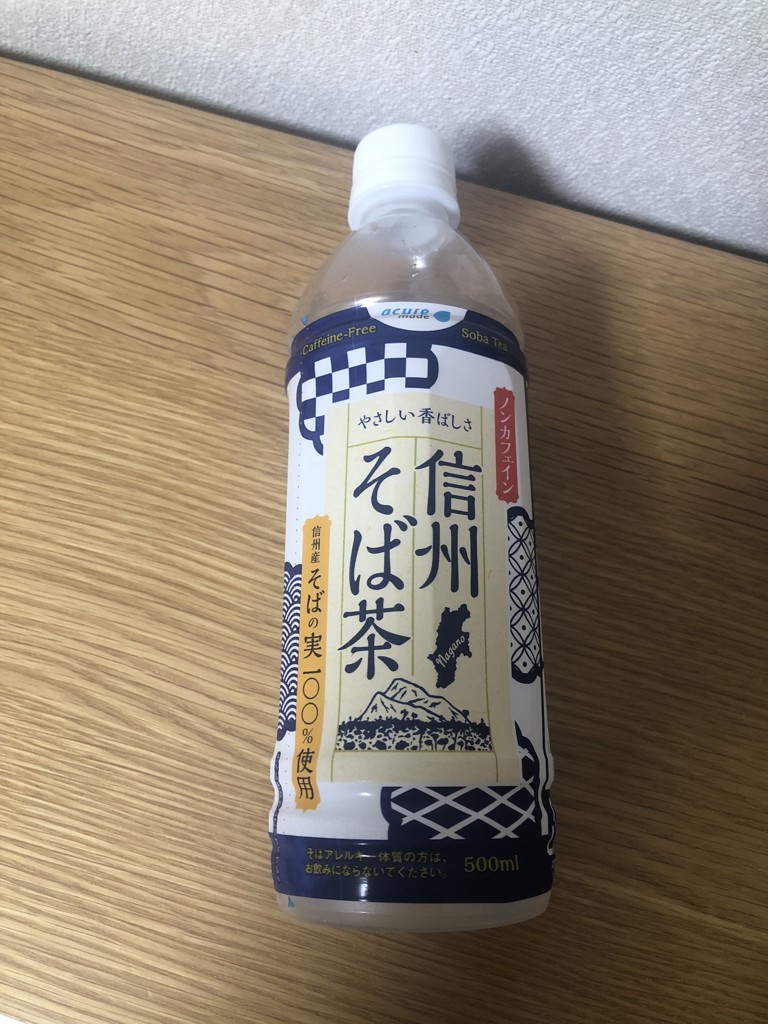 acure
made
Caffeine-Free
Soba Tea
やさしい香ばしさ
ノンカフェイン
信州
そば茶
Nagano
信州産そばの実一〇〇%使用
そばアレルギー体質の方は、
お飲みにならないでください。
500ml